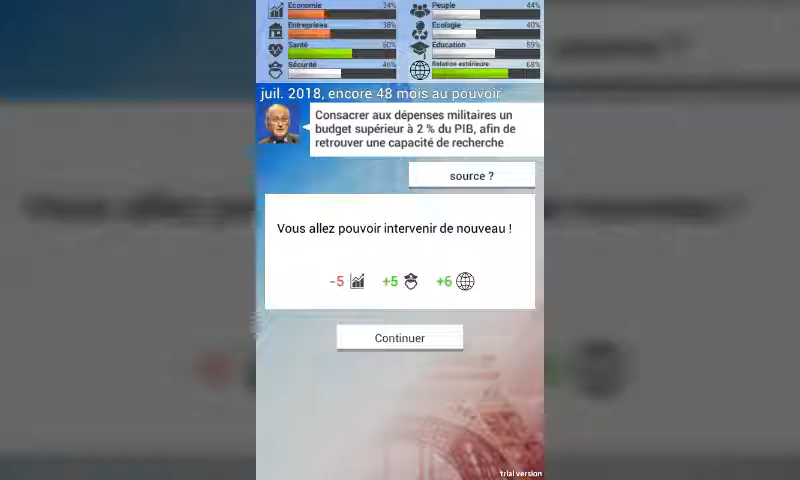 Economie 34% Peuple 44%
Entreprises 38% Ecologie 40%
Santé 60% Education 59%
Sécurité 46% Relation extérieure 68%
juil. 2018, encore 48 mois au pouvoir
Consacrer aux dépenses militaires un
budget supérieur à 2 % du PIB, afin de
retrouver une capacité de recherche
source ?
Vous allez pouvoir intervenir de nouveau !
-5 +5 +6
Continuer
trial version